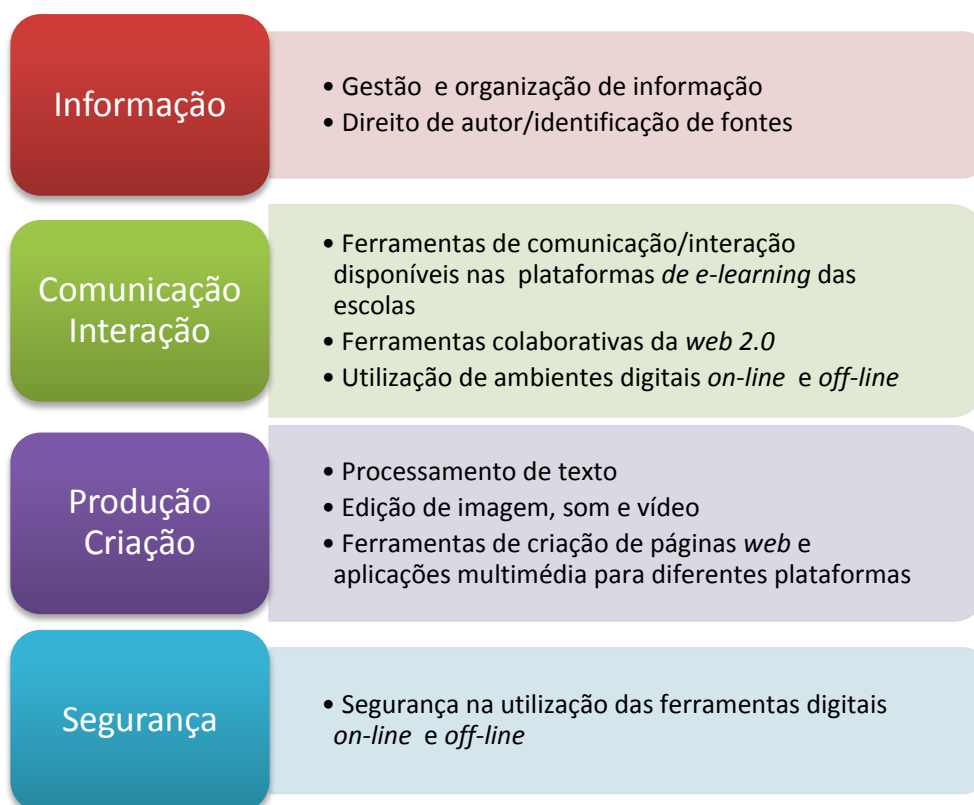 Informação
• Gestão e organização de informação
• Direito de autor/identificação de fontes
Comunicação
Interação
• Ferramentas de comunicação/interação
disponíveis nas plataformas de e-learning das
escolas
• Ferramentas colaborativas da web 2.0
• Utilização de ambientes digitais on-line e off-line
Produção
Criação
• Processamento de texto
• Edição de imagem, som e vídeo
• Ferramentas de criação de páginas web e
aplicações multimédia para diferentes plataformas
Segurança
• Segurança na utilização das ferramentas digitais
on-line e off-line